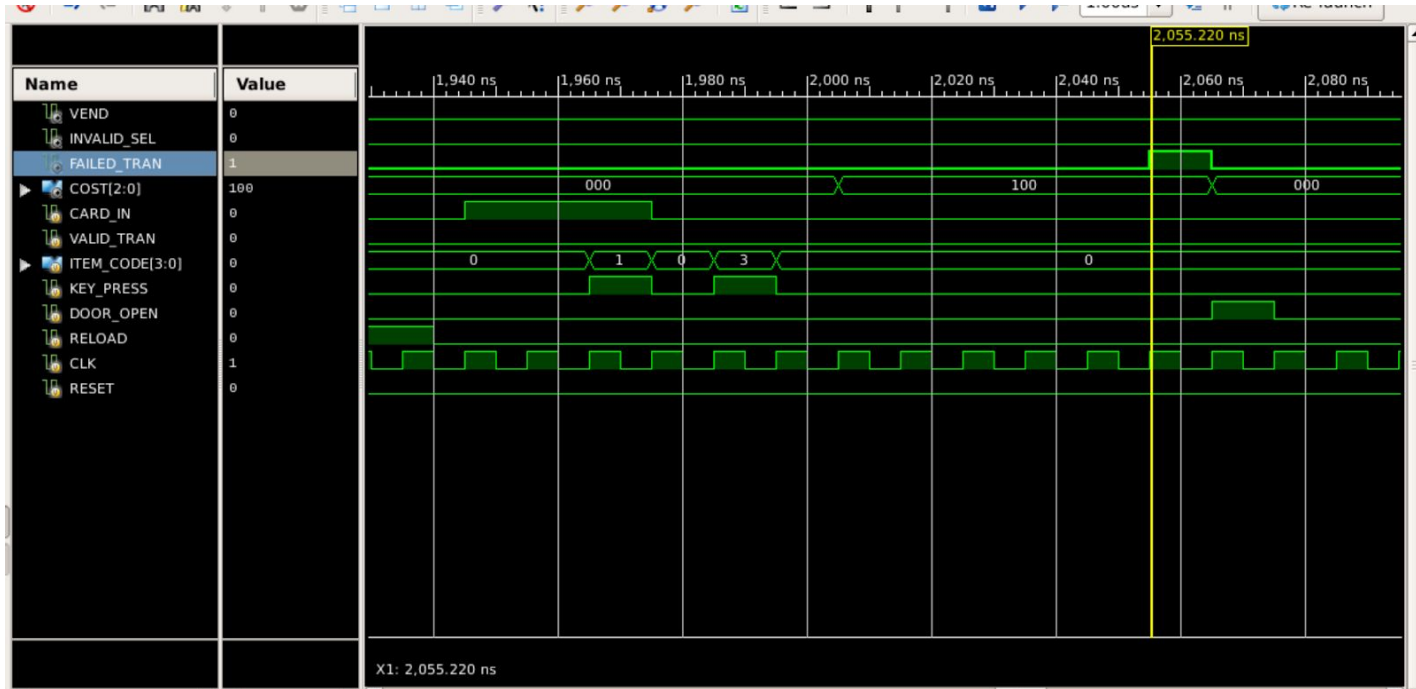 2,055.220 ns
Name Value
1,940 ns 1,960 ns 1,980 ns 2,000 ns 2,020 ns 2,040 ns 2,060 ns 2,080 ns
VEND 0
INVALID_SEL 0
FAILED_TRAN 1
COST[2:0] 100 000 100 000
CARD_IN 0
VALID_TRAN 0
ITEM_CODE[3:0] 0 0 1 0 3 0
KEY_PRESS 0
DOOR_OPEN 0
RELOAD 0
CLK 1
RESET 0
X1: 2,055.220 ns